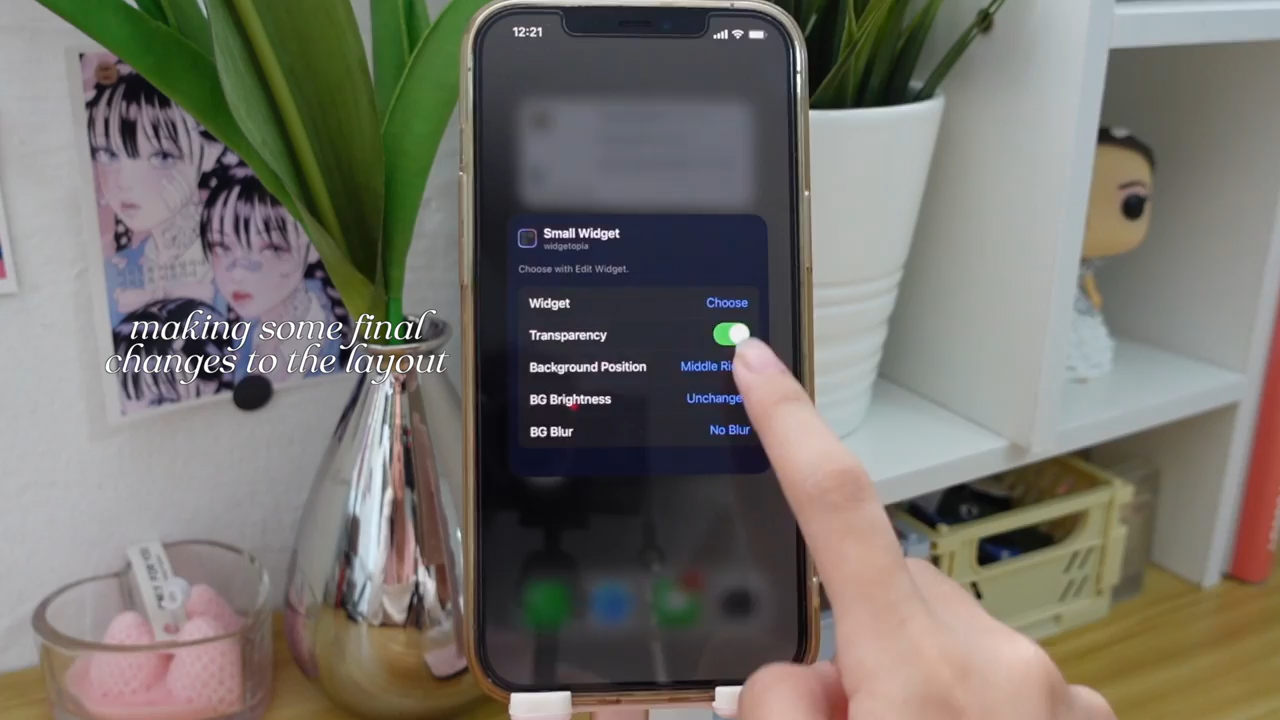 12:21
Small Widget
widgetopia
Choose with Edit Widget.
Widget Choose
Transparency
Background Position Middle
BG Brightness
BG Blur No Blur
making some final
changes to the layout